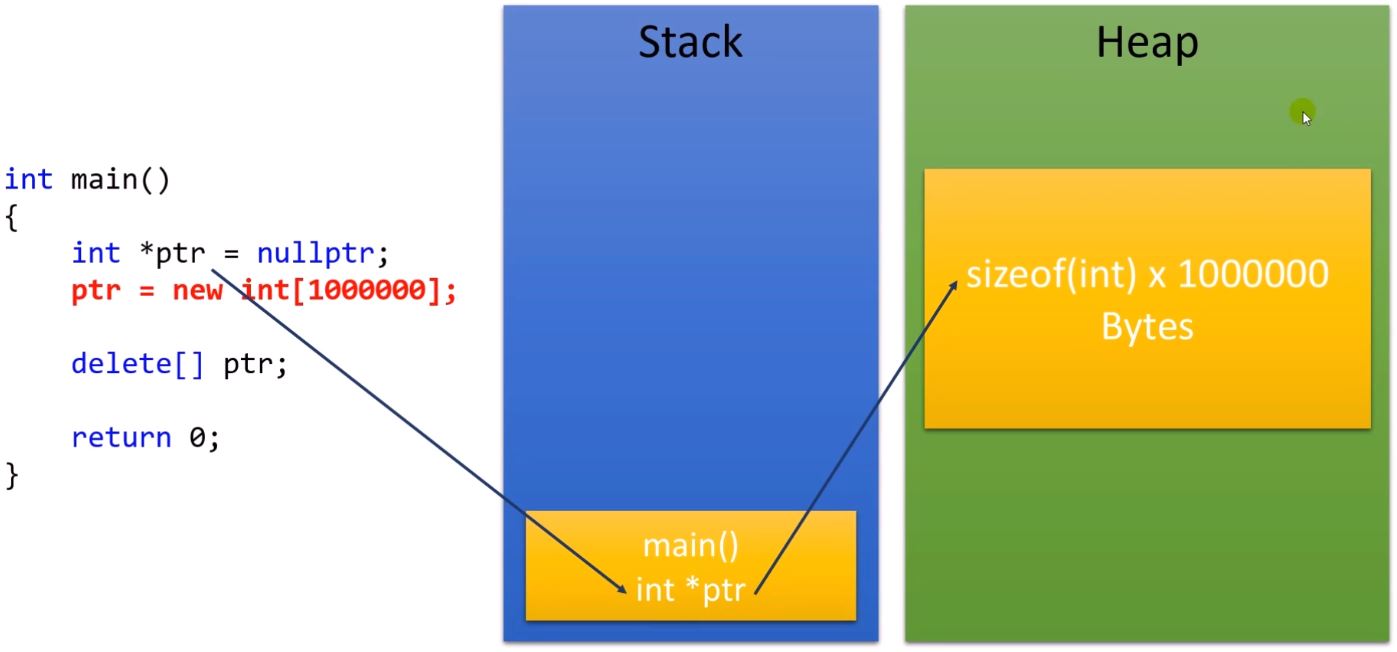 int main()
{
int *ptr = nullptr;
ptr = new int[1000000];
delete[] ptr;
return 0;
}
Stack
main()
int *ptr
Heap
sizeof(int) x 1000000
Bytes